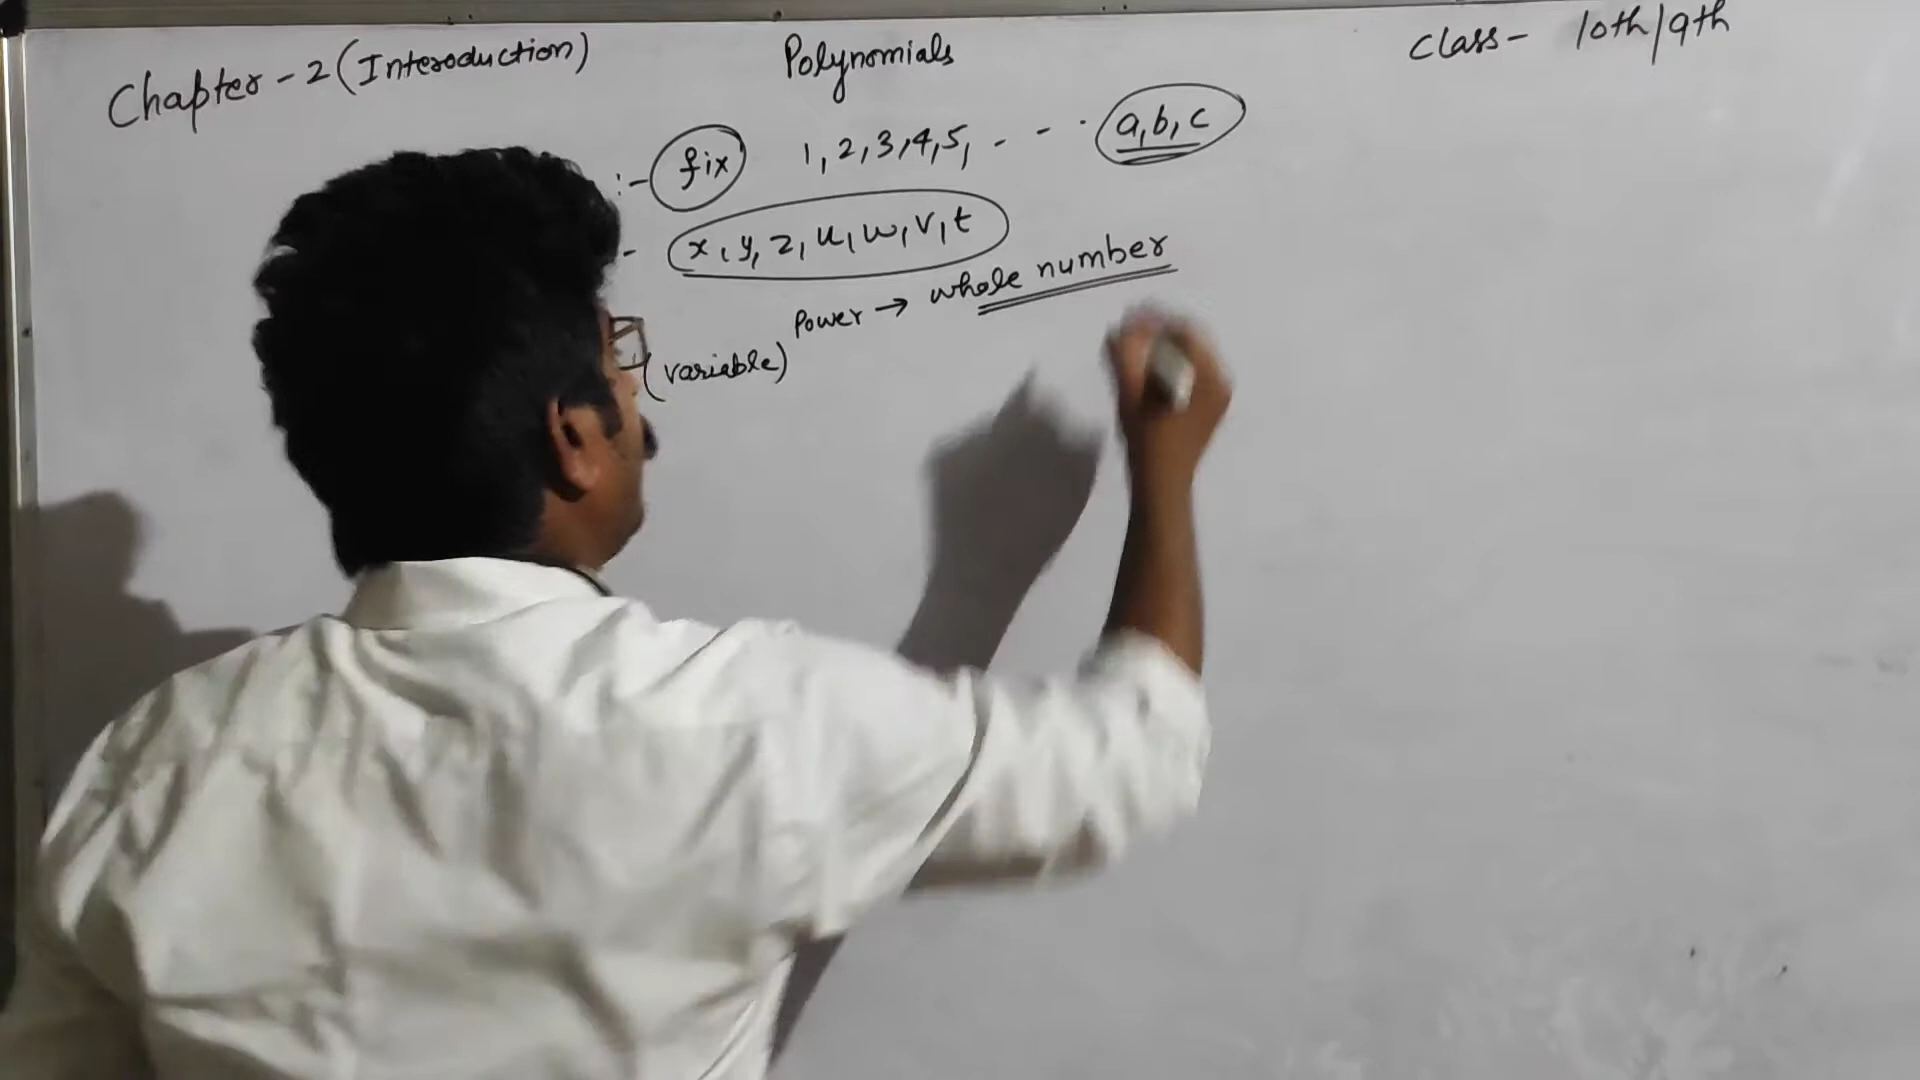 Chapter - 2 (Interoduction) Polynomials Class - 10th/9th
:- fix 1, 2, 3, 4, 5, - - · a, b, c
- x, y, z, u, w, v, t
(variable) Power → whole number